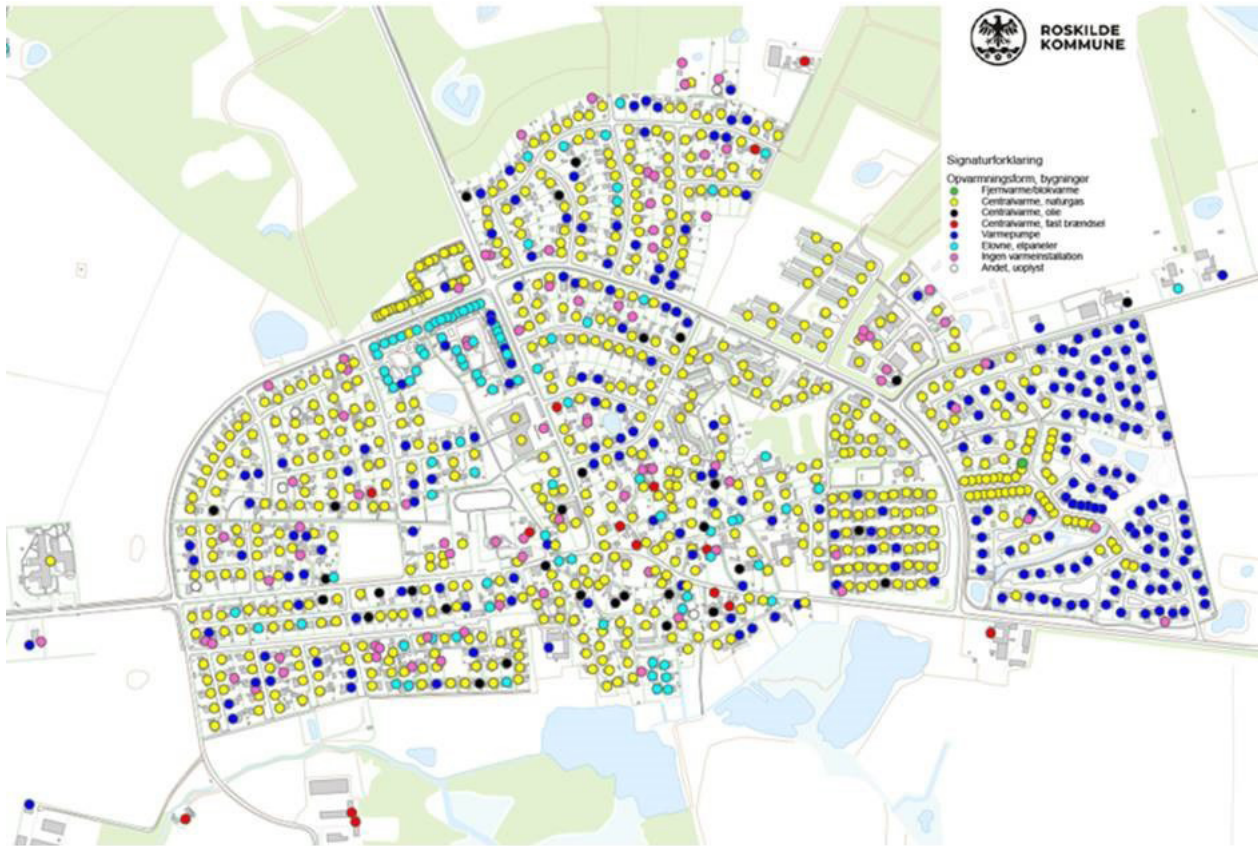 ROSKILDE
KOMMUNE
Signaturforklaring
Opvarmningsform, bygninger
Fjernvarme/blokvarme
Centralvarme, naturgas
Centralvarme, olie
Centralvarme, fast brændsel
Varmepumpe
Elovne, elpaneler
Ingen varmeinstallation
Andet, uoplyst